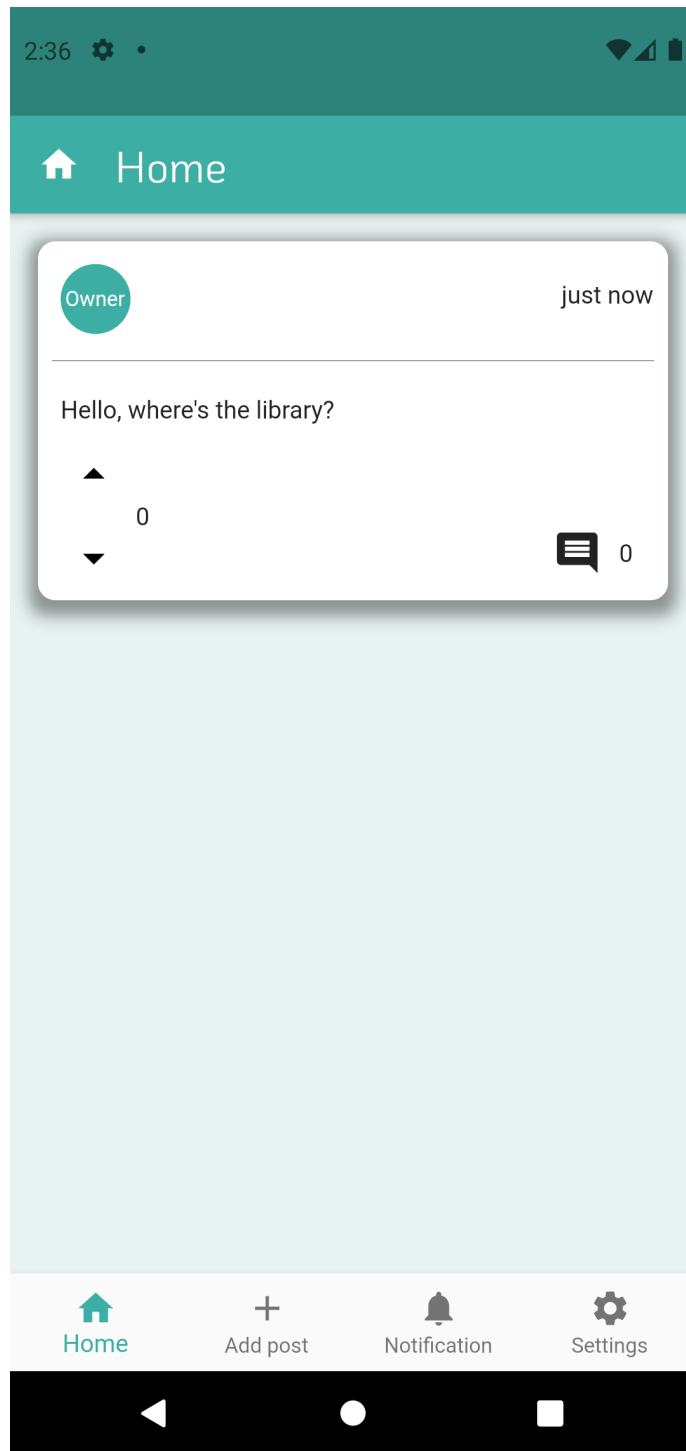 2:36
Home
Owner
just now
Hello, where's the library?
0
0
Home
Add post
Notification
Settings